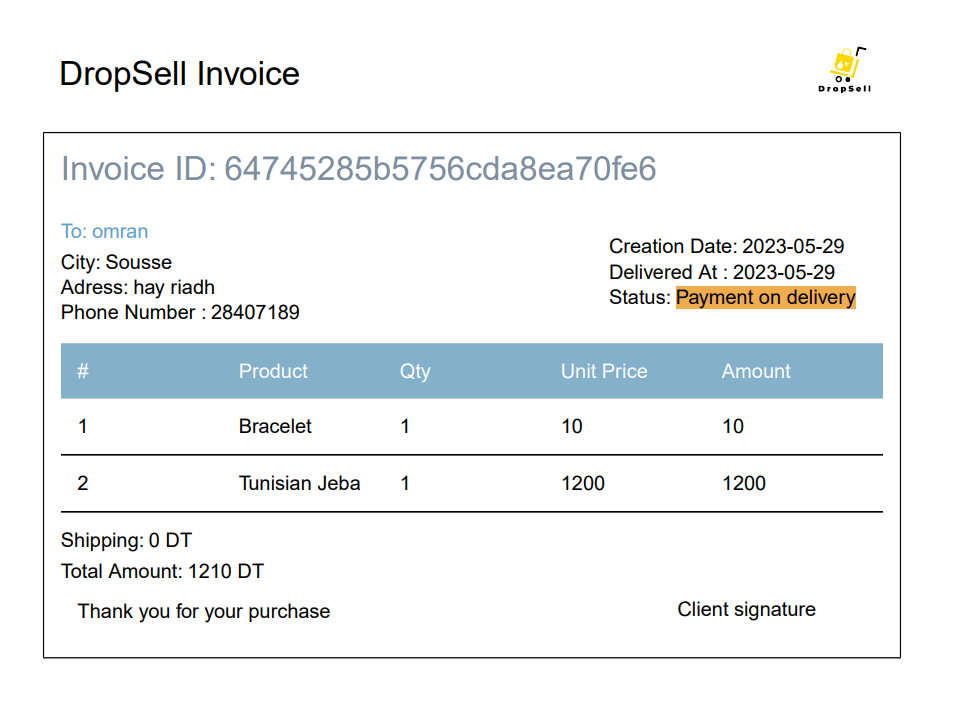 DropSell Invoice
DropSell
Invoice ID: 64745285b5756cda8ea70fe6
To: omran
City: Sousse
Adress: hay riadh
Phone Number : 28407189
Creation Date: 2023-05-29
Delivered At : 2023-05-29
Status: Payment on delivery
# Product Qty Unit Price Amount
1 Bracelet 1 10 10
2 Tunisian Jeba 1 1200 1200
Shipping: 0 DT
Total Amount: 1210 DT
Thank you for your purchase
Client signature